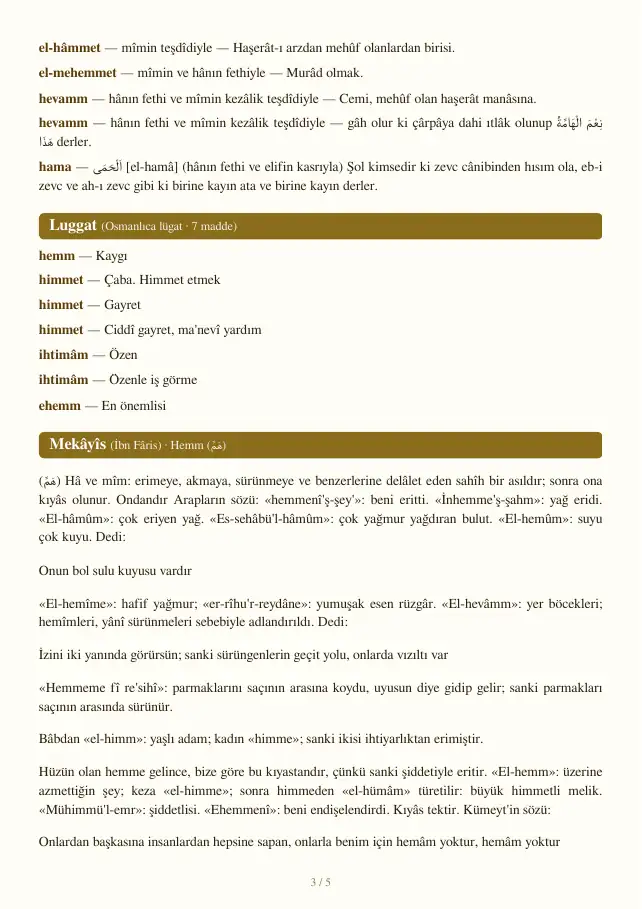 el-hâmmet — mîmin teşdîdiyle — Haşerât-ı arzdan mehûf olanlardan birisi.
el-mehemmet — mîmin ve hânın fethiyle — Murâd olmak.
hevamm — hânın fethi ve mîmin kezâlik teşdîdiyle — Cemi, mehûf olan haşerât manâsına.
hevamm — hânın fethi ve mîmin kezâlik teşdîdiyle — gâh olur ki çârpâya dahi ıtlâk olunup نِعْمَ الْهَامَّةُ
هَذَا derler.
hama — اَلْحَمَى [el-hamâ] (hânın fethi ve elifin kasrıyla) Şol kimsedir ki zevc cânibinden hısım ola, eb-i
zevc ve ah-ı zevc gibi ki birine kayın ata ve birine kayın derler.
Luggat (Osmanlıca lügat · 7 madde)
hemm — Kaygı
himmet — Çaba. Himmet etmek
himmet — Gayret
himmet — Ciddî gayret, ma'nevî yardım
ihtimâm — Özen
ihtimâm — Özenle iş görme
ehemm — En önemlisi
Mekâyîs (İbn Fâris) · Hemm (هَمَّ)
(هَمَّ) Hâ ve mîm: erimeye, akmaya, sürünmeye ve benzerlerine delâlet eden sahîh bir asıldır; sonra ona
kıyâs olunur. Ondandır Arapların sözü: «hemmenî'ş-şey'»: beni eritti. «İnhemme'ş-şahm»: yağ eridi.
«El-hâmûm»: çok eriyen yağ. «Es-sehâbü'l-hâmûm»: çok yağmur yağdıran bulut. «El-hemûm»: suyu
çok kuyu. Dedi:
Onun bol sulu kuyusu vardır
«El-hemîme»: hafif yağmur; «er-rîhu'r-reydâne»: yumuşak esen rüzgâr. «El-hevâmm»: yer böcekleri;
hemîmleri, yânî sürünmeleri sebebiyle adlandırıldı. Dedi:
İzini iki yanında görürsün; sanki sürüngenlerin geçit yolu, onlarda vızıltı var
«Hemmeme fî re'sihî»: parmaklarını saçının arasına koydu, uyusun diye gidip gelir; sanki parmakları
saçının arasında sürünür.
Bâbdan «el-himm»: yaşlı adam; kadın «himme»; sanki ikisi ihtiyarlıktan erimiştir.
Hüzün olan hemme gelince, bize göre bu kıyastandır, çünkü sanki şiddetiyle eritir. «El-hemm»: üzerine
azmettiğin şey; keza «el-himme»; sonra himmeden «el-hümâm» türetilir: büyük himmetli melik.
«Mühimmü'l-emr»: şiddetlisi. «Ehemmenî»: beni endişelendirdi. Kıyâs tektir. Kümeyt'in sözü:
Onlardan başkasına insanlardan hepsine sapan, onlarla benim için hemâm yoktur, hemâm yoktur
3 / 5